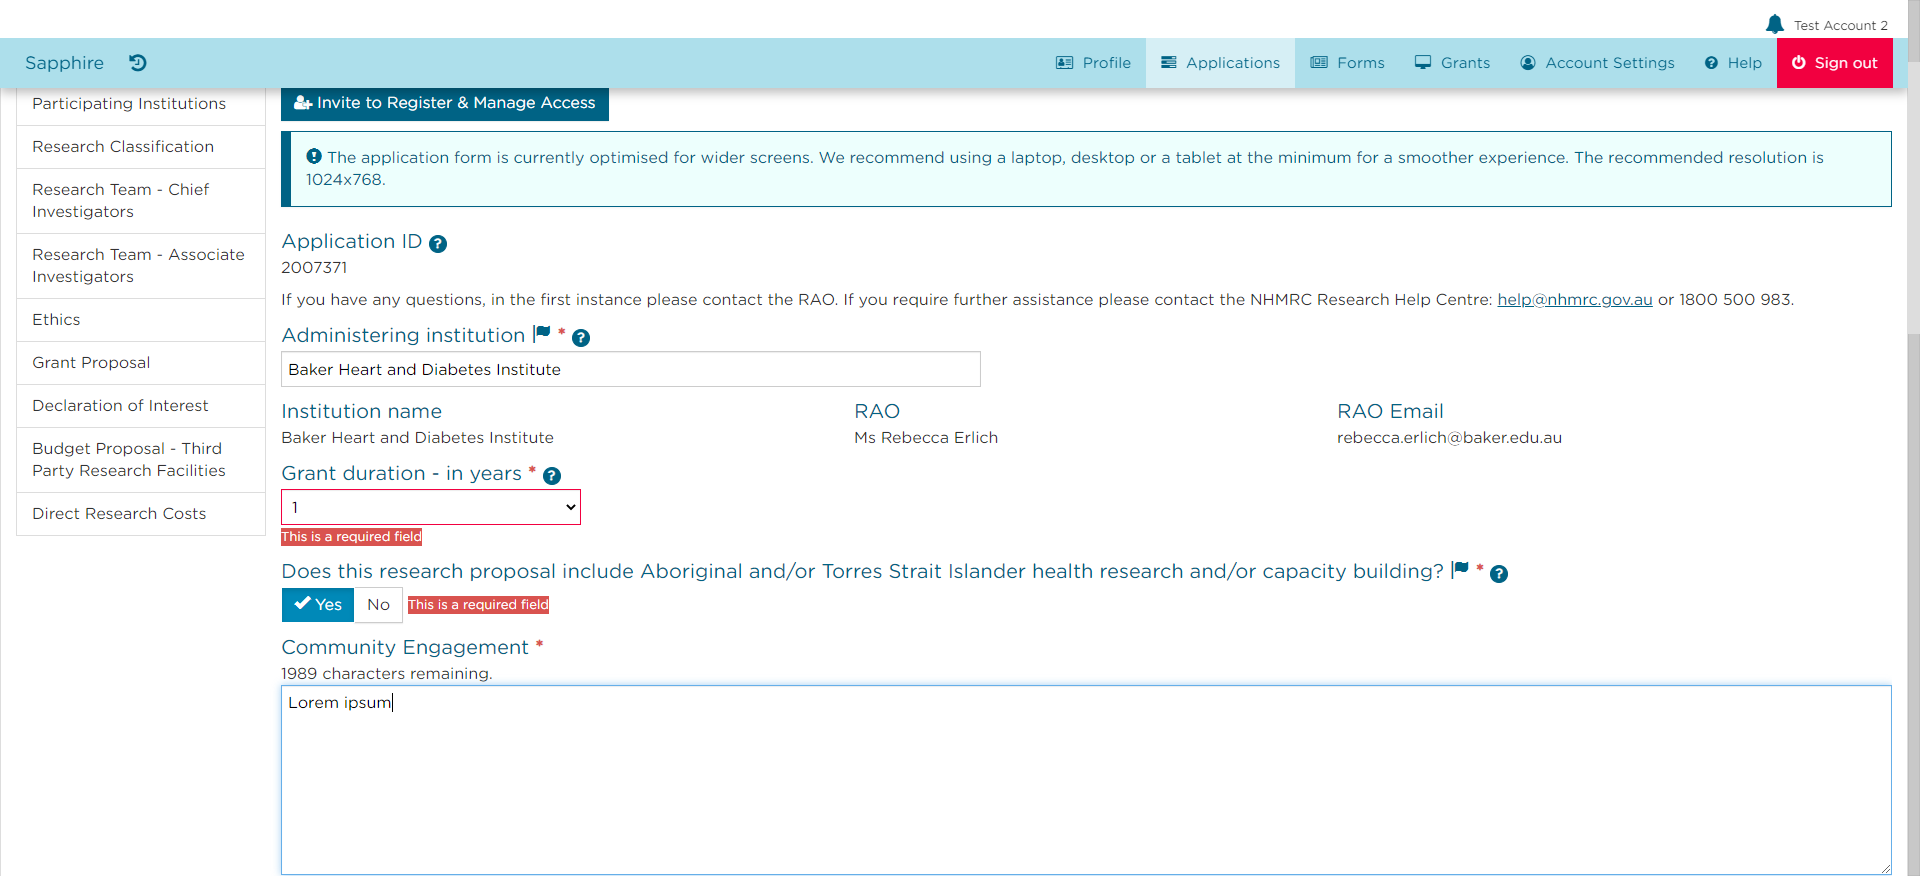 Test Account 2
Sapphire
Profile
Applications
Forms
Grants
Account Settings
Help
Sign out
Participating Institutions
Research Classification
Research Team - Chief
Investigators
Research Team - Associate
Investigators
Ethics
Grant Proposal
Declaration of Interest
Budget Proposal - Third
Party Research Facilities
Direct Research Costs
Invite to Register & Manage Access
The application form is currently optimised for wider screens. We recommend using a laptop, desktop or a tablet at the minimum for a smoother experience. The recommended resolution is
1024x768.
Application ID
2007371
If you have any questions, in the first instance please contact the RAO. If you require further assistance please contact the NHMRC Research Help Centre: help@nhmrc.gov.au or 1800 500 983.
Administering institution *
Baker Heart and Diabetes Institute
Institution name
Baker Heart and Diabetes Institute
RAO
Ms Rebecca Erlich
RAO Email
rebecca.erlich@baker.edu.au
Grant duration - in years *
1
This is a required field
Does this research proposal include Aboriginal and/or Torres Strait Islander health research and/or capacity building? *
Yes
No
This is a required field
Community Engagement *
1989 characters remaining.
Lorem ipsum